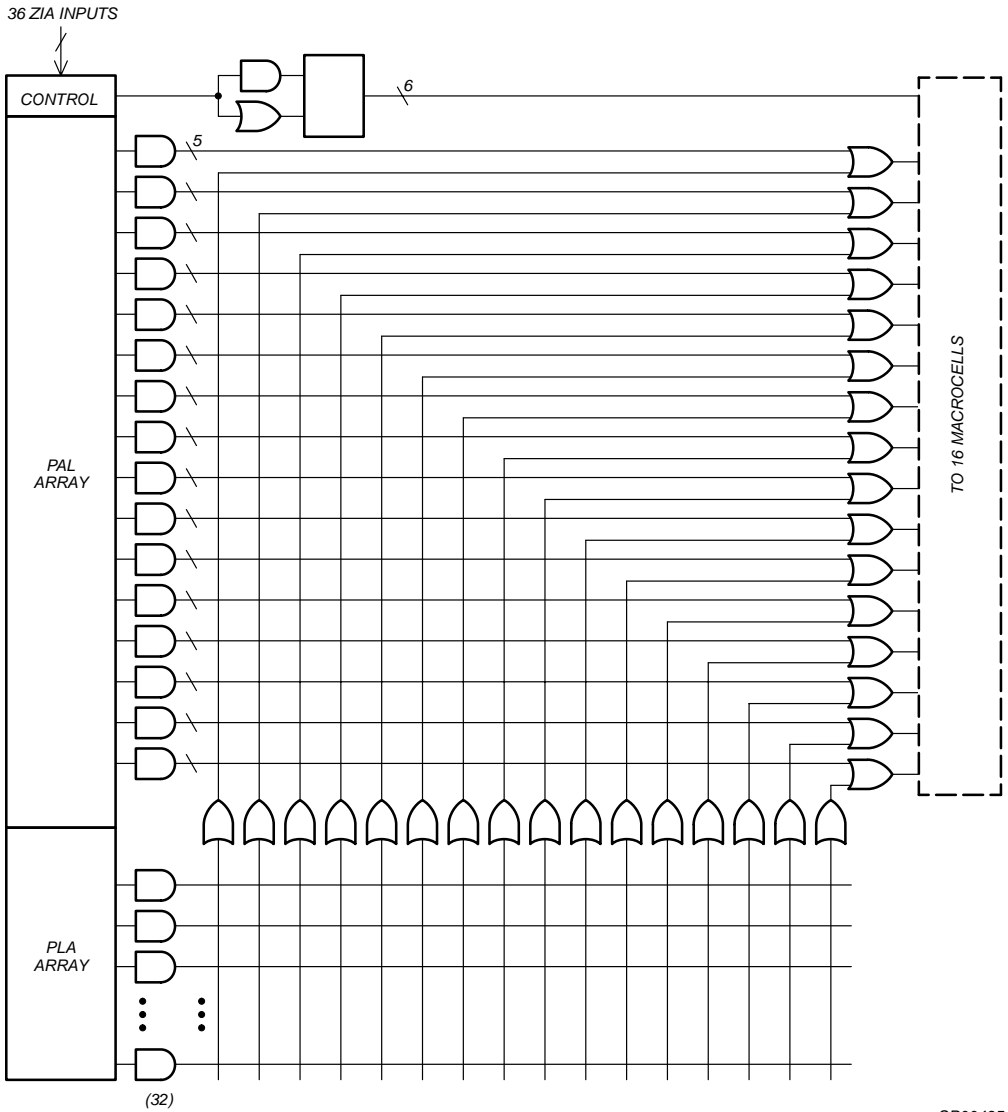 36 ZIA INPUTS
CONTROL
6
5
PAL
ARRAY
TO 16 MACROCELLS
PLA
ARRAY
(32)